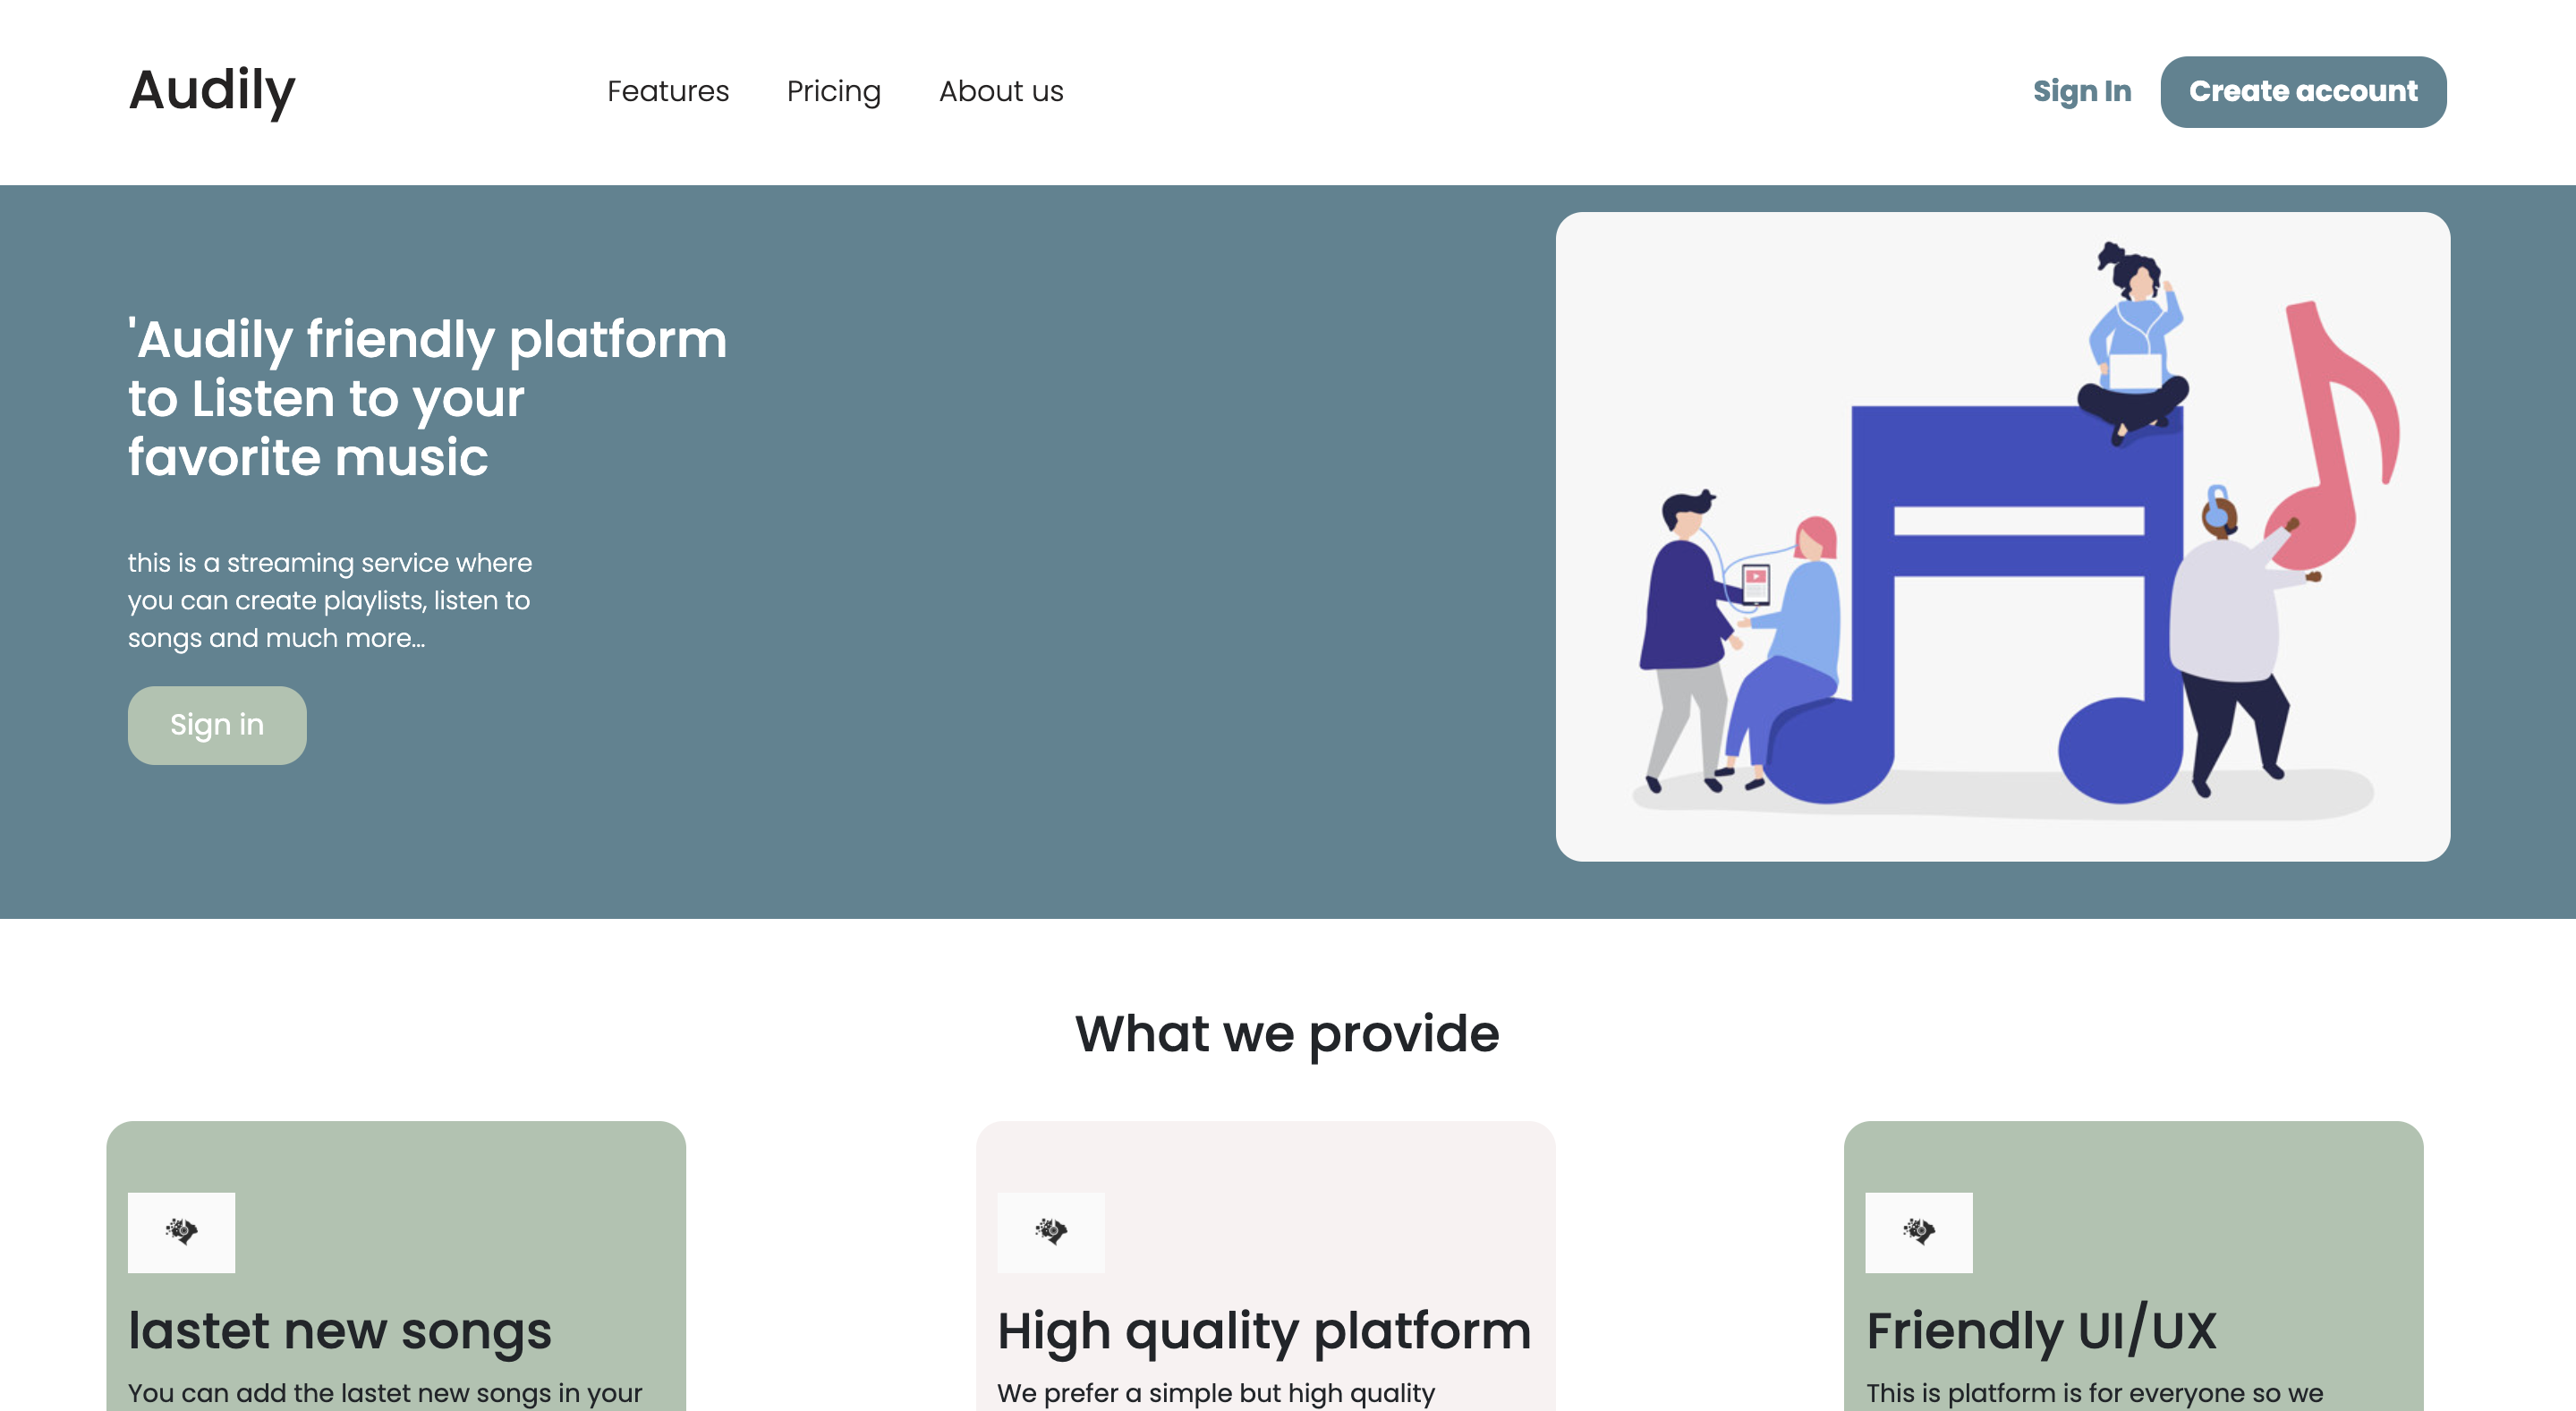 Audily
Features
Pricing
About us
Sign In
Create account
'Audily friendly platform
to Listen to your
favorite music
this is a streaming service where
you can create playlists, listen to
songs and much more...
Sign in
What we provide
lastet new songs
You can add the lastet new songs in your
High quality platform
We prefer a simple but high quality
Friendly UI/UX
This is platform is for everyone so we